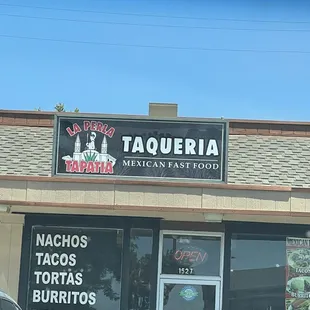 LA PERLA
TAPATIA
TAQUERIA
MEXICAN FAST FOOD
OPEN
1527
NACHOS
TACOS
TORTAS
BURRITOS